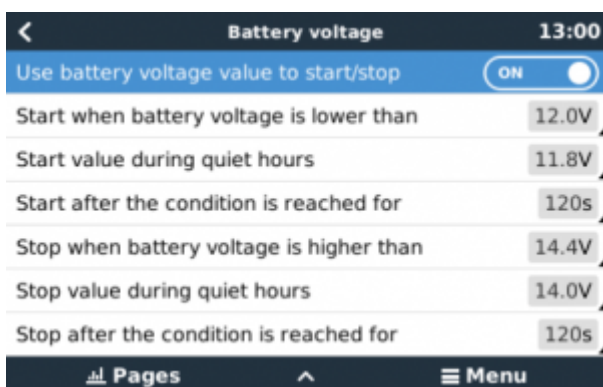 Battery voltage 13:00
Use battery voltage value to start/stop ON
Start when battery voltage is lower than 12.0V
Start value during quiet hours 11.8V
Start after the condition is reached for 120s
Stop when battery voltage is higher than 14.4V
Stop value during quiet hours 14.0V
Stop after the condition is reached for 120s
Pages Menu